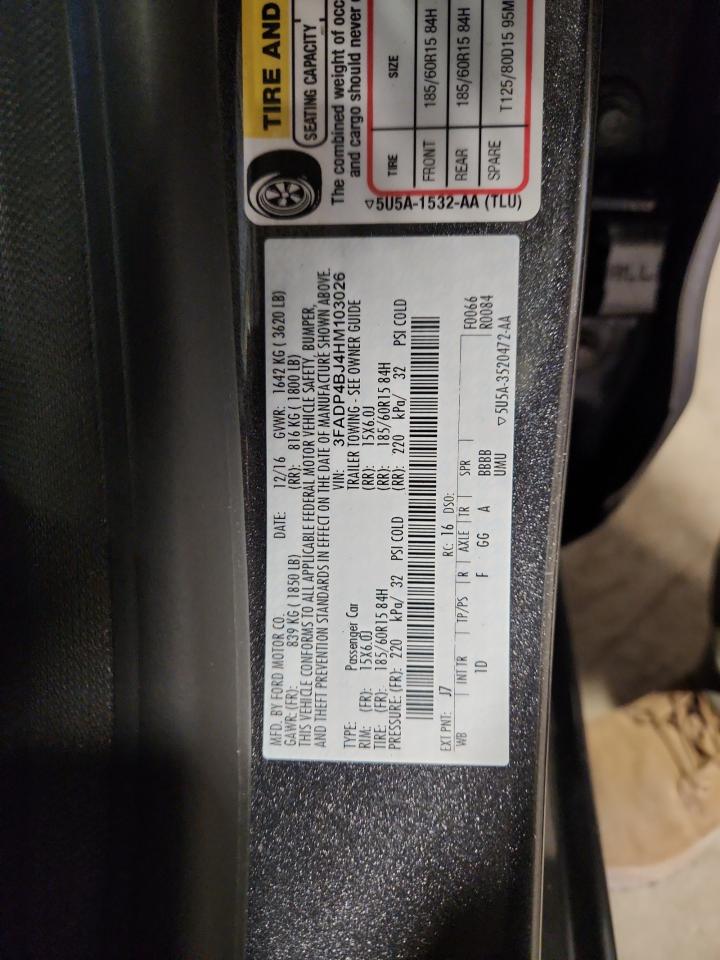 TIRE AND
SEATING CAPACITY
The combined weight of occ
and cargo should never
TIRE SIZE
FRONT 185/60R15 84H
REAR 185/60R15 84H
SPARE T125/80D15 95M
▽5U5A-1532-AA (TLU)
MFD. BY FORD MOTOR CO. DATE: 12/16 GVWR: 1642 KG ( 3620 LB)
GAWR: (FR): 839 KG ( 1850 LB) (RR): 816 KG ( 1800 LB)
THIS VEHICLE CONFORMS TO ALL APPLICABLE FEDERAL MOTOR VEHICLE SAFETY, BUMPER,
AND THEFT PREVENTION STANDARDS IN EFFECT ON THE DATE OF MANUFACTURE SHOWN ABOVE.
VIN: 3FADP4BJ4HM103026
TYPE: Passenger Car TRAILER TOWING - SEE OWNER GUIDE
RIM: (FR): 15X6.0J (RR): 15X6.0J
TIRE: (FR): 185/60R15 84H (RR): 185/60R15 84H
PRESSURE: (FR): 220 kPa/ 32 PSI COLD (RR): 220 kPa/ 32 PSI COLD
EXT PNT: J7 RC: 16 DSO: F0066
WB INT TR TP/PS R AXLE TR SPR R0084
1D F GG A BBBB
UMU ▽5U5A-3520472-AA